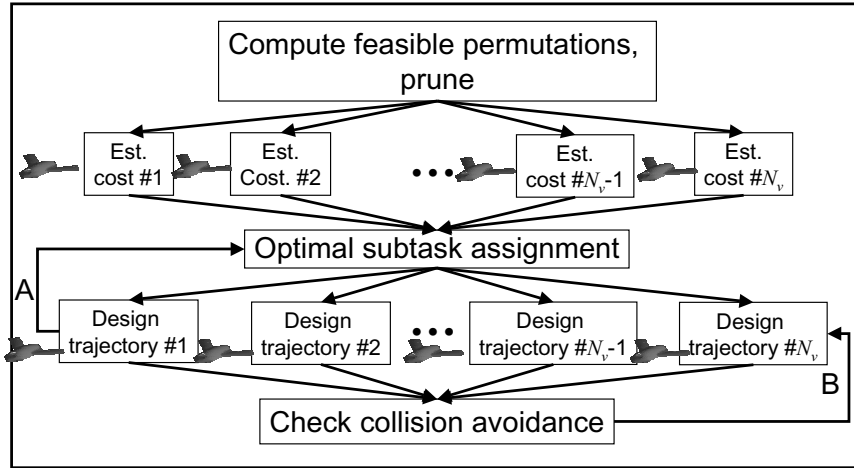 Compute feasible permutations,
prune
Est.
cost #1
Est.
Cost. #2
•••
Est.
cost #Nv-1
Est.
cost #Nv
Optimal subtask assignment
A
Design
trajectory #1
Design
trajectory #2
•••
Design
trajectory #Nv-1
Design
trajectory #Nv
B
Check collision avoidance